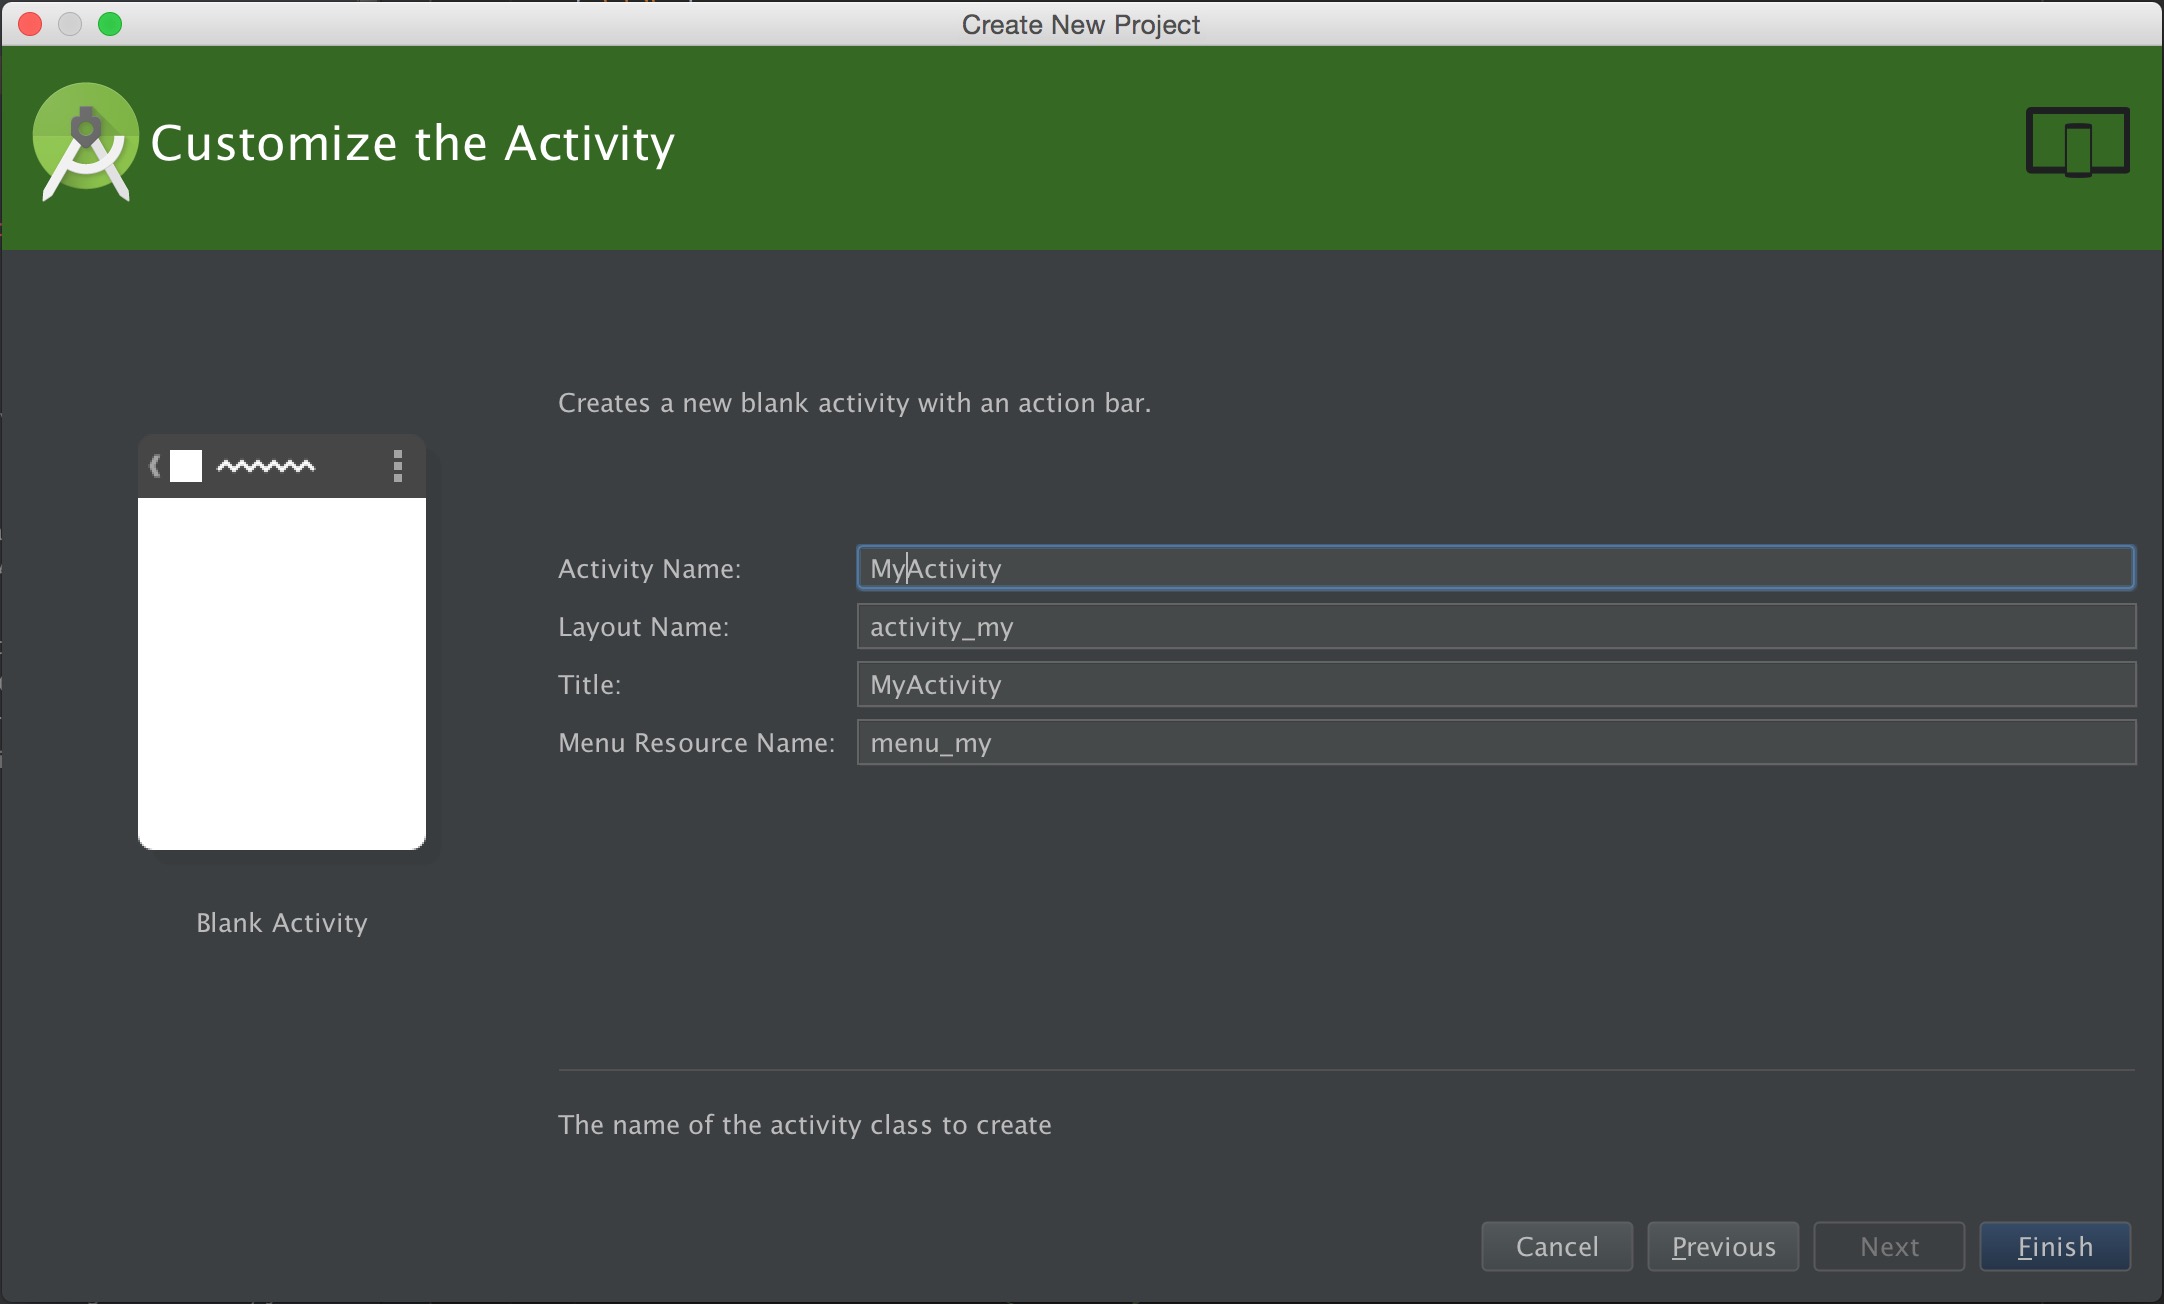 Create New Project
Customize the Activity
Creates a new blank activity with an action bar.
Activity Name: MyActivity
Layout Name: activity_my
Title: MyActivity
Menu Resource Name: menu_my
Blank Activity
The name of the activity class to create
Cancel Previous Next Finish